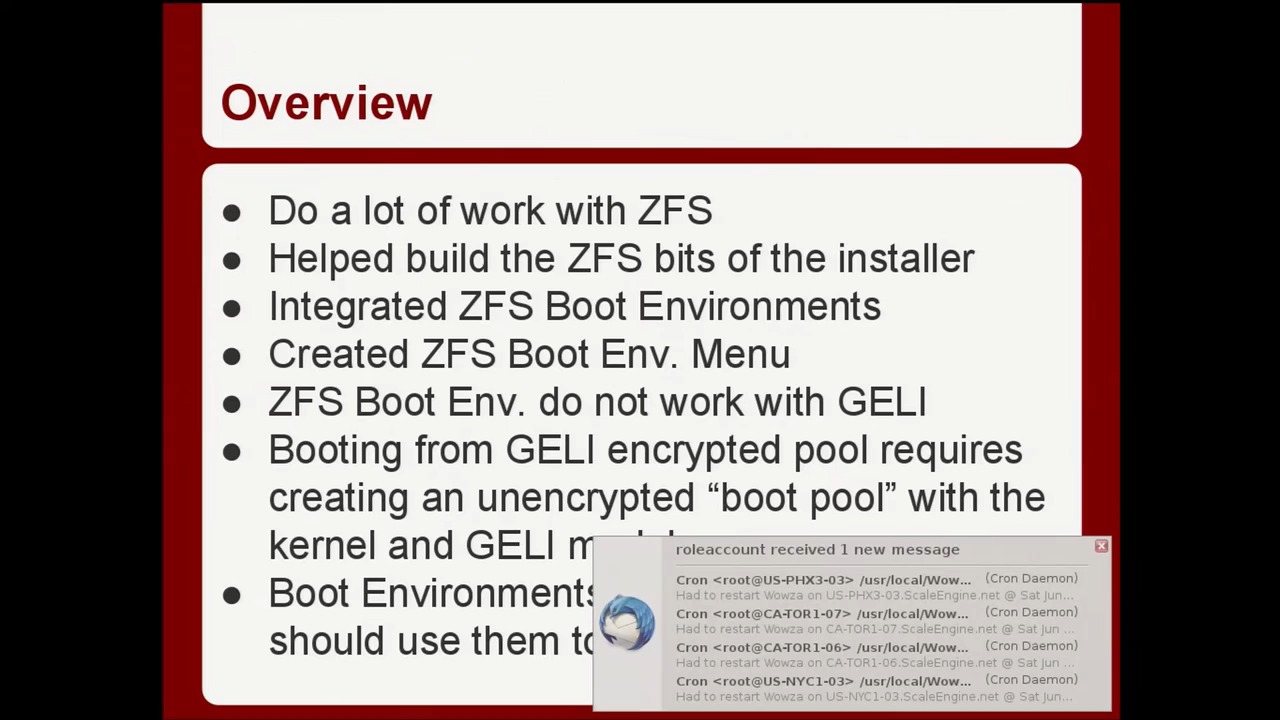 Overview
● Do a lot of work with ZFS
● Helped build the ZFS bits of the installer
● Integrated ZFS Boot Environments
● Created ZFS Boot Env. Menu
● ZFS Boot Env. do not work with GELI
● Booting from GELI encrypted pool requires
creating an unencrypted “boot pool” with the
kernel and GELI
● Boot Environments
should use them to
roleaccount received 1 new message
Cron <root@US-PHX3-03> /usr/local/Wow... (Cron Daemon)
Had to restart Wowza on US-PHX3-03.ScaleEngine.net @ Sat Jun...
Cron <root@CA-TOR1-07> /usr/local/Wow... (Cron Daemon)
Had to restart Wowza on CA-TOR1-07.ScaleEngine.net @ Sat Jun ...
Cron <root@CA-TOR1-06> /usr/local/Wow... (Cron Daemon)
Had to restart Wowza on CA-TOR1-06.ScaleEngine.net @ Sat Jun ...
Cron <root@US-NYC1-03> /usr/local/Wow... (Cron Daemon)
Had to restart Wowza on US-NYC1-03.ScaleEngine.net @ Sat Jun...